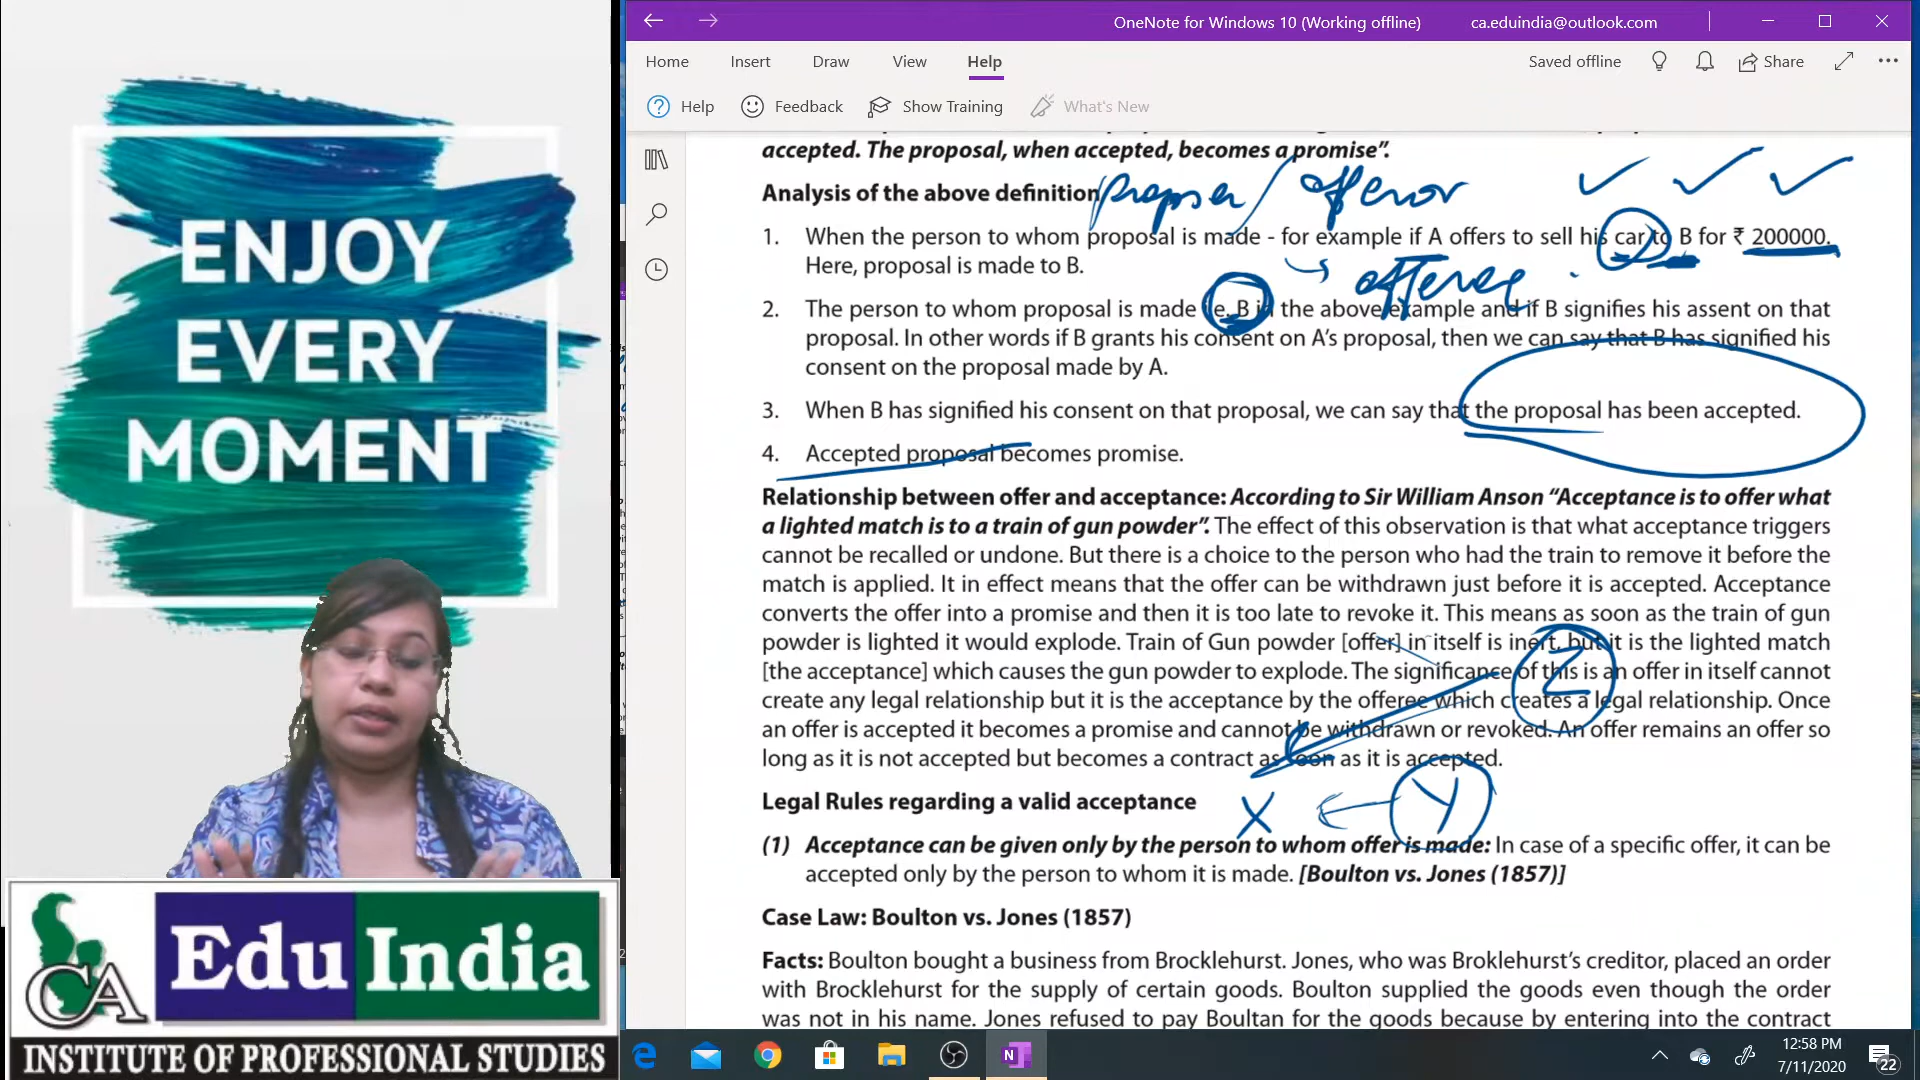 ENJOY
EVERY
MOMENT
CA
Edu India
INSTITUTE OF PROFESSIONAL STUDIES
OneNote for Windows 10 (Working offline)
ca.eduindia@outlook.com
Home Insert Draw View Help
Saved offline
Share
Help Feedback Show Training What's New
accepted. The proposal, when accepted, becomes a promise”.
Analysis of the above definition
proposer / offeror
1. When the person to whom proposal is made - for example if A offers to sell his car to B for ₹ 200000.
Here, proposal is made to B.
offeree
2. The person to whom proposal is made i.e. B in the above example and if B signifies his assent on that
proposal. In other words if B grants his consent on A’s proposal, then we can say that B has signified his
consent on the proposal made by A.
3. When B has signified his consent on that proposal, we can say that the proposal has been accepted.
4. Accepted proposal becomes promise.
Relationship between offer and acceptance: According to Sir William Anson “Acceptance is to offer what
a lighted match is to a train of gun powder”. The effect of this observation is that what acceptance triggers
cannot be recalled or undone. But there is a choice to the person who had the train to remove it before the
match is applied. It in effect means that the offer can be withdrawn just before it is accepted. Acceptance
converts the offer into a promise and then it is too late to revoke it. This means as soon as the train of gun
powder is lighted it would explode. Train of Gun powder [offer] in itself is inert, but it is the lighted match
[the acceptance] which causes the gun powder to explode. The significance of this is an offer in itself cannot
create any legal relationship but it is the acceptance by the offeree which creates a legal relationship. Once
an offer is accepted it becomes a promise and cannot be withdrawn or revoked. An offer remains an offer so
long as it is not accepted but becomes a contract as soon as it is accepted.
Z
X Y
Legal Rules regarding a valid acceptance
(1) Acceptance can be given only by the person to whom offer is made: In case of a specific offer, it can be
accepted only by the person to whom it is made. [Boulton vs. Jones (1857)]
Case Law: Boulton vs. Jones (1857)
Facts: Boulton bought a business from Brocklehurst. Jones, who was Broklehurst’s creditor, placed an order
with Brocklehurst for the supply of certain goods. Boulton supplied the goods even though the order
was not in his name. Jones refused to pay Boultan for the goods because by entering into the contract
12:58 PM
7/11/2020
22